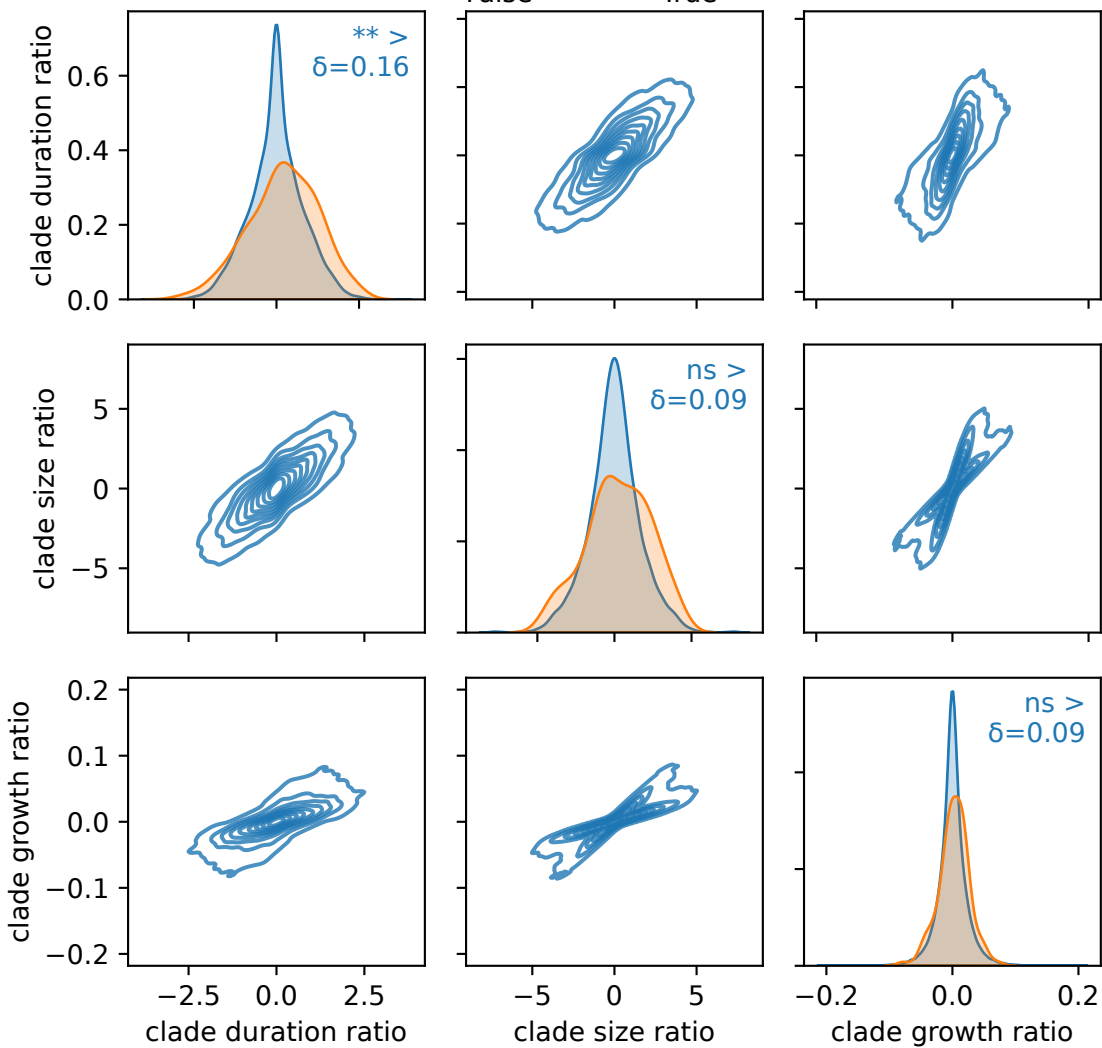 clade duration ratio
0.6
0.4
0.2
0.0
** >
δ=0.16
clade size ratio
5
0
−5
ns >
δ=0.09
clade growth ratio
0.2
0.1
0.0
−0.1
−0.2
ns >
δ=0.09
−2.5 0.0 2.5
clade duration ratio
−5 0 5
clade size ratio
−0.2 0.0 0.2
clade growth ratio